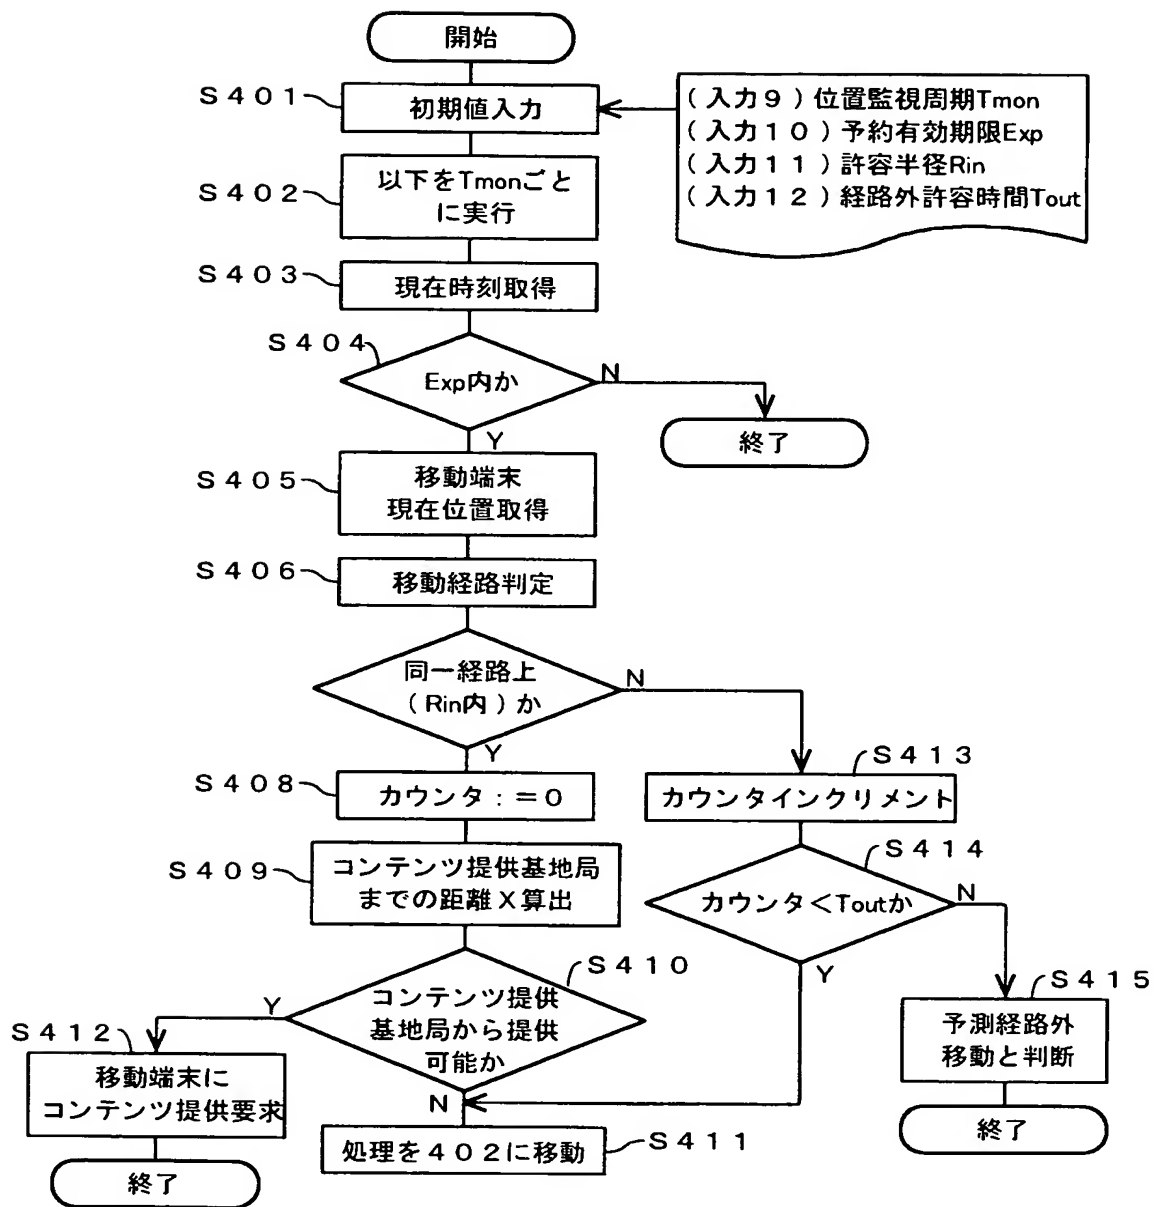 開始
S401
初期値入力
(入力9)位置監視周期Tmon
(入力10)予約有効期限Exp
(入力11)許容半径Rin
(入力12)経路外許容時間Tout
S402
以下をTmonごと
に実行
S403
現在時刻取得
S404
Exp内か
N
Y
終了
S405
移動端末
現在位置取得
S406
移動経路判定
同一経路上
(Rin内)か
N
Y
S408
カウンタ:=0
S413
カウンタインクリメント
S409
コンテンツ提供基地局
までの距離X算出
S414
カウンタ<Toutか
N
Y
S410
コンテンツ提供
基地局から提供
可能か
Y
N
S412
移動端末に
コンテンツ提供要求
終了
S411
処理を402に移動
S415
予測経路外
移動と判断
終了